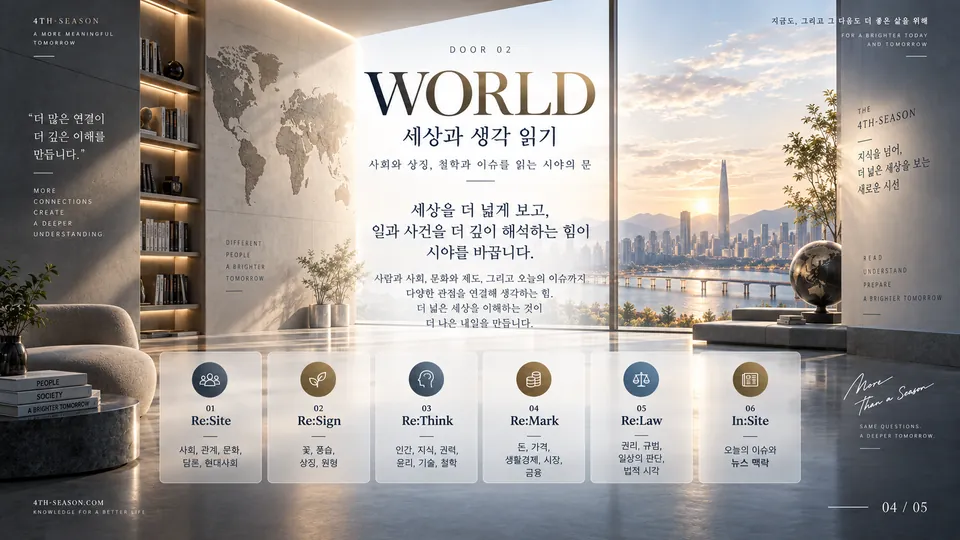 4TH-SEASON
A MORE MEANINGFUL
TOMORROW
지금도, 그리고 그 다음도 더 좋은 삶을 위해
FOR A BRIGHTER TODAY
AND TOMORROW
DOOR 02
WORLD
세상과 생각 읽기
사회와 상징, 철학과 이슈를 읽는 시야의 문
세상을 더 넓게 보고,
일과 사건을 더 깊이 해석하는 힘이
시야를 바꿉니다.
사람과 사회, 문화와 제도, 그리고 오늘의 이슈까지
다양한 관점을 연결해 생각하는 힘.
더 넓은 세상을 이해하는 것이
더 나은 내일을 만듭니다.
“더 많은 연결이
더 깊은 이해를
만듭니다.”
MORE
CONNECTIONS
CREATE
A DEEPER
UNDERSTANDING
DIFFERENT
PEOPLE
A BRIGHTER
TOMORROW
THE
4TH-SEASON
지식을 넘어,
더 넓은 세상을 보는
새로운 시선
READ
UNDERSTAND
PREPARE
A BRIGHTER TOMORROW
PEOPLE
SOCIETY
A BRIGHTER TOMORROW
01
Re:Site
사회, 관계, 문화,
담론, 현대사회
02
Re:Sign
꽃, 풍습,
상징, 원형
03
Re:Think
인간, 지식, 권력,
윤리, 기술, 철학
04
Re:Mark
돈, 가격,
생활경제, 시장,
금융
05
Re:Law
권리, 규범,
일상의 판단,
법적 시각
06
In:Site
오늘의 이슈와
뉴스 맥락
More
Than a Season
SAME QUESTIONS.
A DEEPER TOMORROW.
4TH-SEASON.COM
KNOWLEDGE FOR A BETTER LIFE
04 / 05